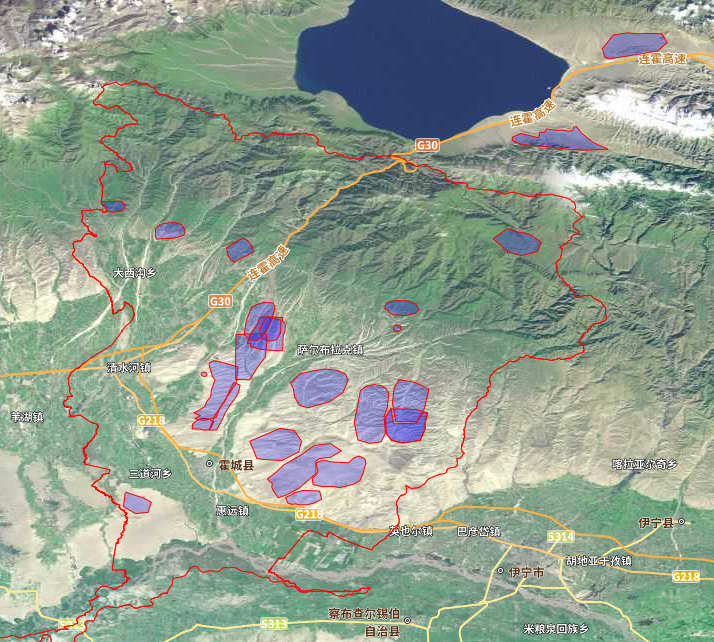 连霍高速
连霍高速
G30
连霍高速
大西沟乡
G30
萨尔布拉克镇
清水河镇
芉湖镇
G218
霍城县
喀拉亚尔奇乡
三道河乡
惠远镇
G218
伊宁县
英也尔镇
巴彦岱镇
S314
胡地亚于孜镇
伊宁市
G218
S313
察布查尔锡伯
自治县
米粮泉回族乡